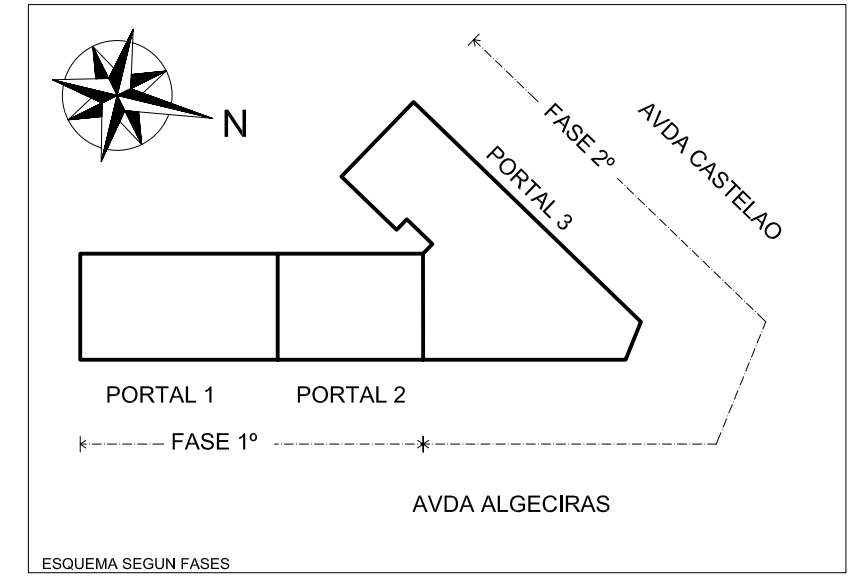 N
AVDA CASTELAO
FASE 2º
PORTAL 3
PORTAL 1
PORTAL 2
FASE 1º
AVDA ALGECIRAS
ESQUEMA SEGUN FASES